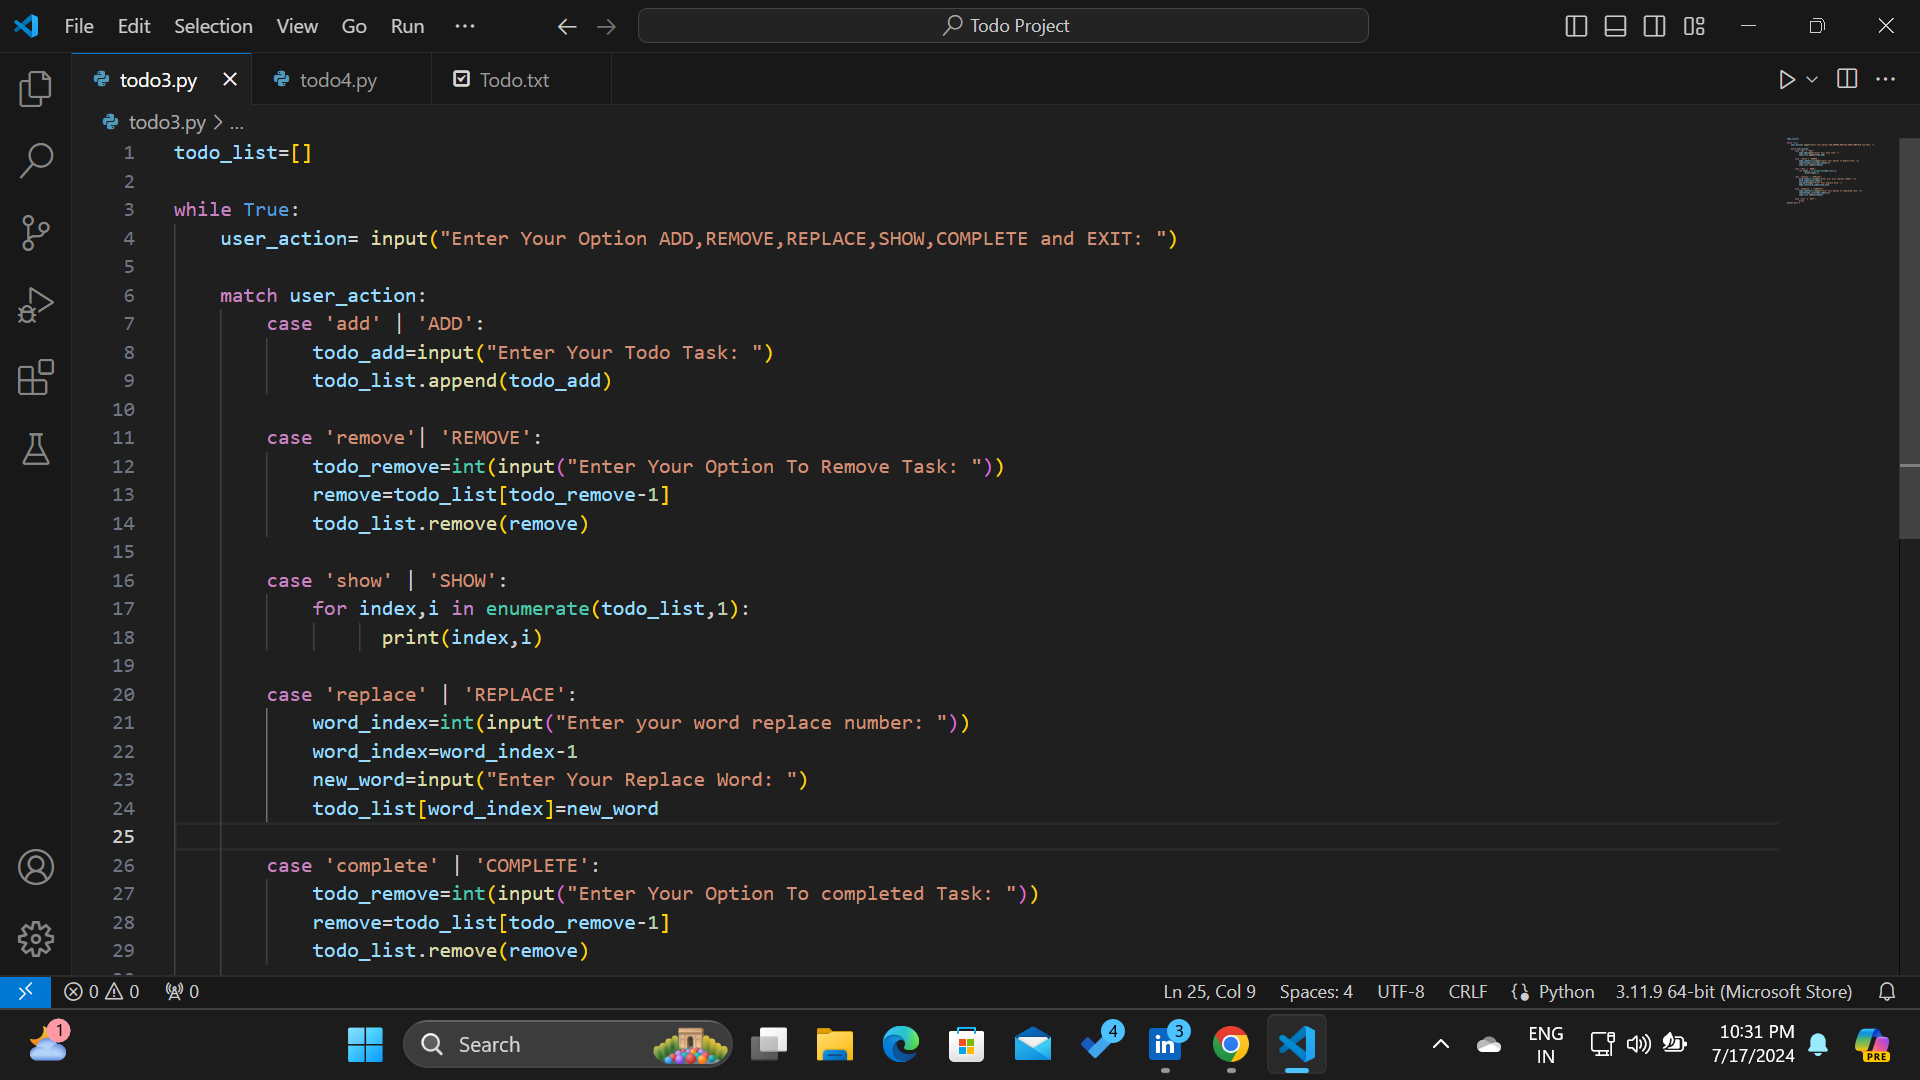 File Edit Selection View Go Run ··· Todo Project
todo3.py todo4.py Todo.txt
todo3.py > ...
1 todo_list=[]
2
3 while True:
4 user_action= input("Enter Your Option ADD,REMOVE,REPLACE,SHOW,COMPLETE and EXIT: ")
5
6 match user_action:
7 case 'add' | 'ADD':
8 todo_add=input("Enter Your Todo Task: ")
9 todo_list.append(todo_add)
10
11 case 'remove'| 'REMOVE':
12 todo_remove=int(input("Enter Your Option To Remove Task: "))
13 remove=todo_list[todo_remove-1]
14 todo_list.remove(remove)
15
16 case 'show' | 'SHOW':
17 for index,i in enumerate(todo_list,1):
18 print(index,i)
19
20 case 'replace' | 'REPLACE':
21 word_index=int(input("Enter your word replace number: "))
22 word_index=word_index-1
23 new_word=input("Enter Your Replace Word: ")
24 todo_list[word_index]=new_word
25
26 case 'complete' | 'COMPLETE':
27 todo_remove=int(input("Enter Your Option To completed Task: "))
28 remove=todo_list[todo_remove-1]
29 todo_list.remove(remove)
0 0 0 Ln 25, Col 9 Spaces: 4 UTF-8 CRLF Python 3.11.9 64-bit (Microsoft Store)
1 Search 4 in 3 ENG 10:31 PM
IN 7/17/2024 PRE